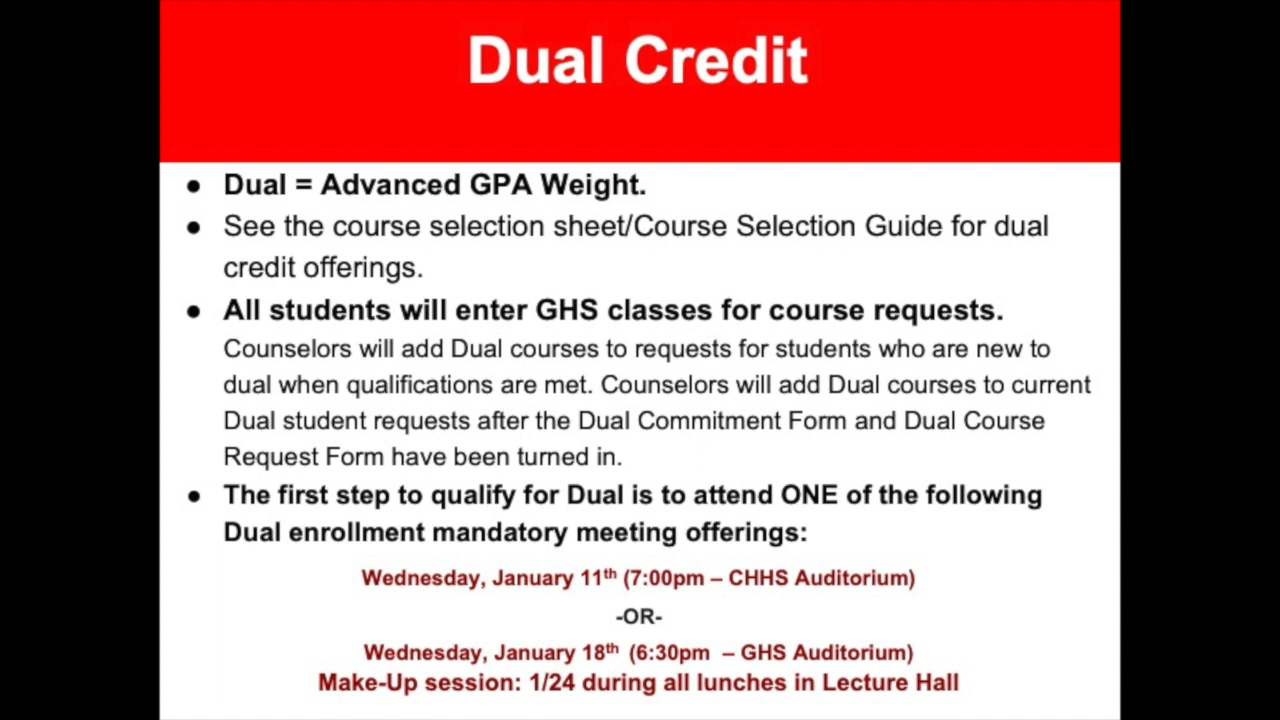 Dual Credit
● Dual = Advanced GPA Weight.
● See the course selection sheet/Course Selection Guide for dual
credit offerings.
● All students will enter GHS classes for course requests.
Counselors will add Dual courses to requests for students who are new to
dual when qualifications are met. Counselors will add Dual courses to current
Dual student requests after the Dual Commitment Form and Dual Course
Request Form have been turned in.
● The first step to qualify for Dual is to attend ONE of the following
Dual enrollment mandatory meeting offerings:
Wednesday, January 11th (7:00pm – CHHS Auditorium)
-OR-
Wednesday, January 18th (6:30pm – GHS Auditorium)
Make-Up session: 1/24 during all lunches in Lecture Hall